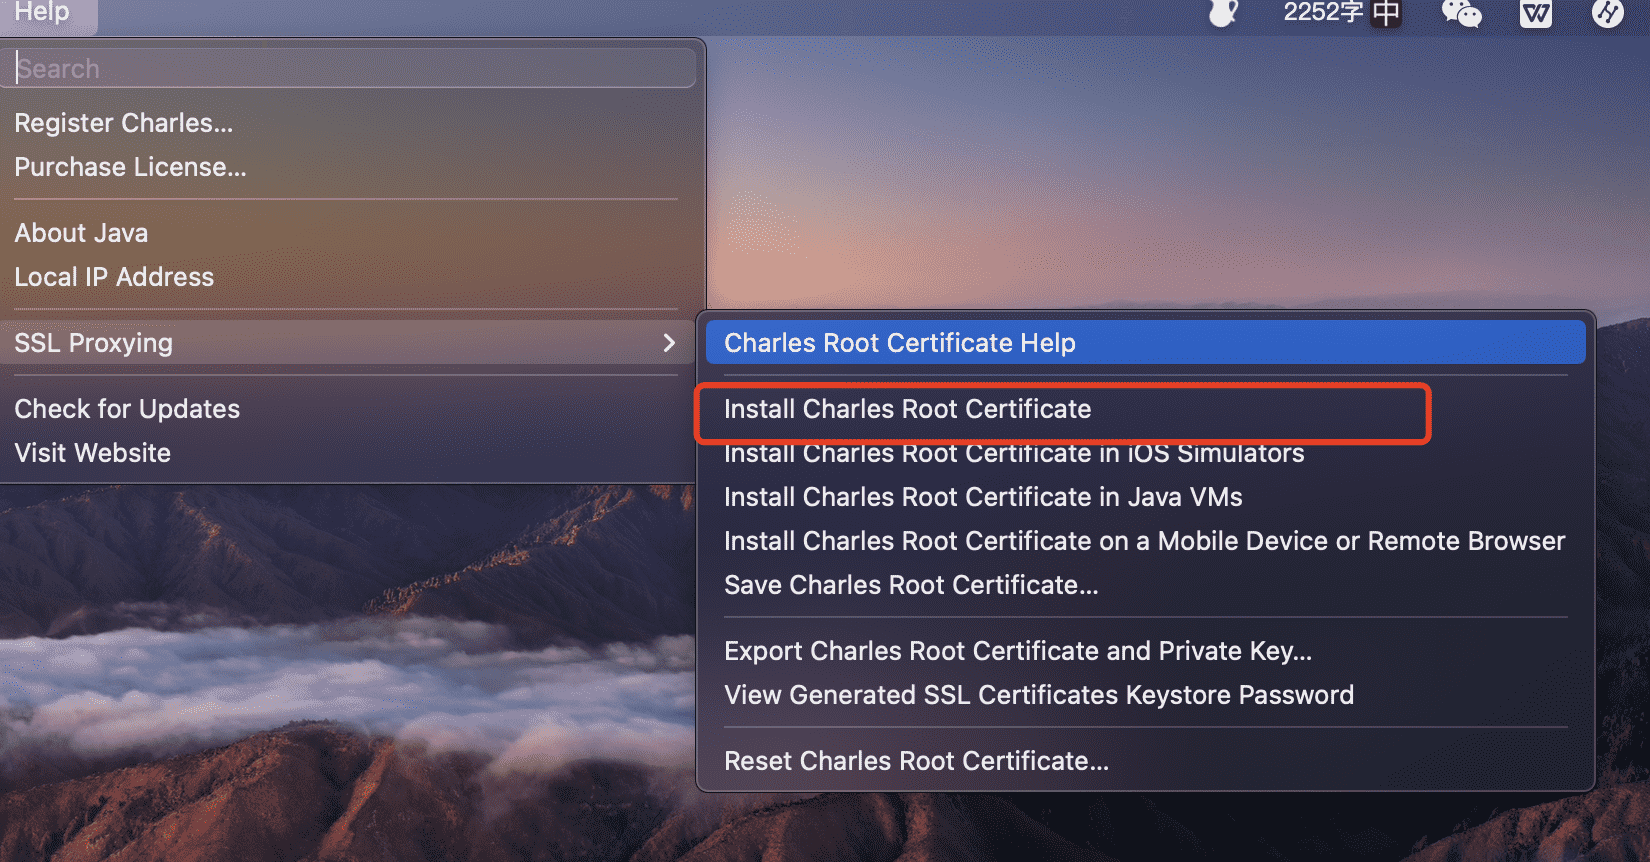 Help
2252字 中
Search
Register Charles...
Purchase License...
About Java
Local IP Address
SSL Proxying
Check for Updates
Visit Website
Charles Root Certificate Help
Install Charles Root Certificate
Install Charles Root Certificate in iOS Simulators
Install Charles Root Certificate in Java VMs
Install Charles Root Certificate on a Mobile Device or Remote Browser
Save Charles Root Certificate...
Export Charles Root Certificate and Private Key...
View Generated SSL Certificates Keystore Password
Reset Charles Root Certificate...